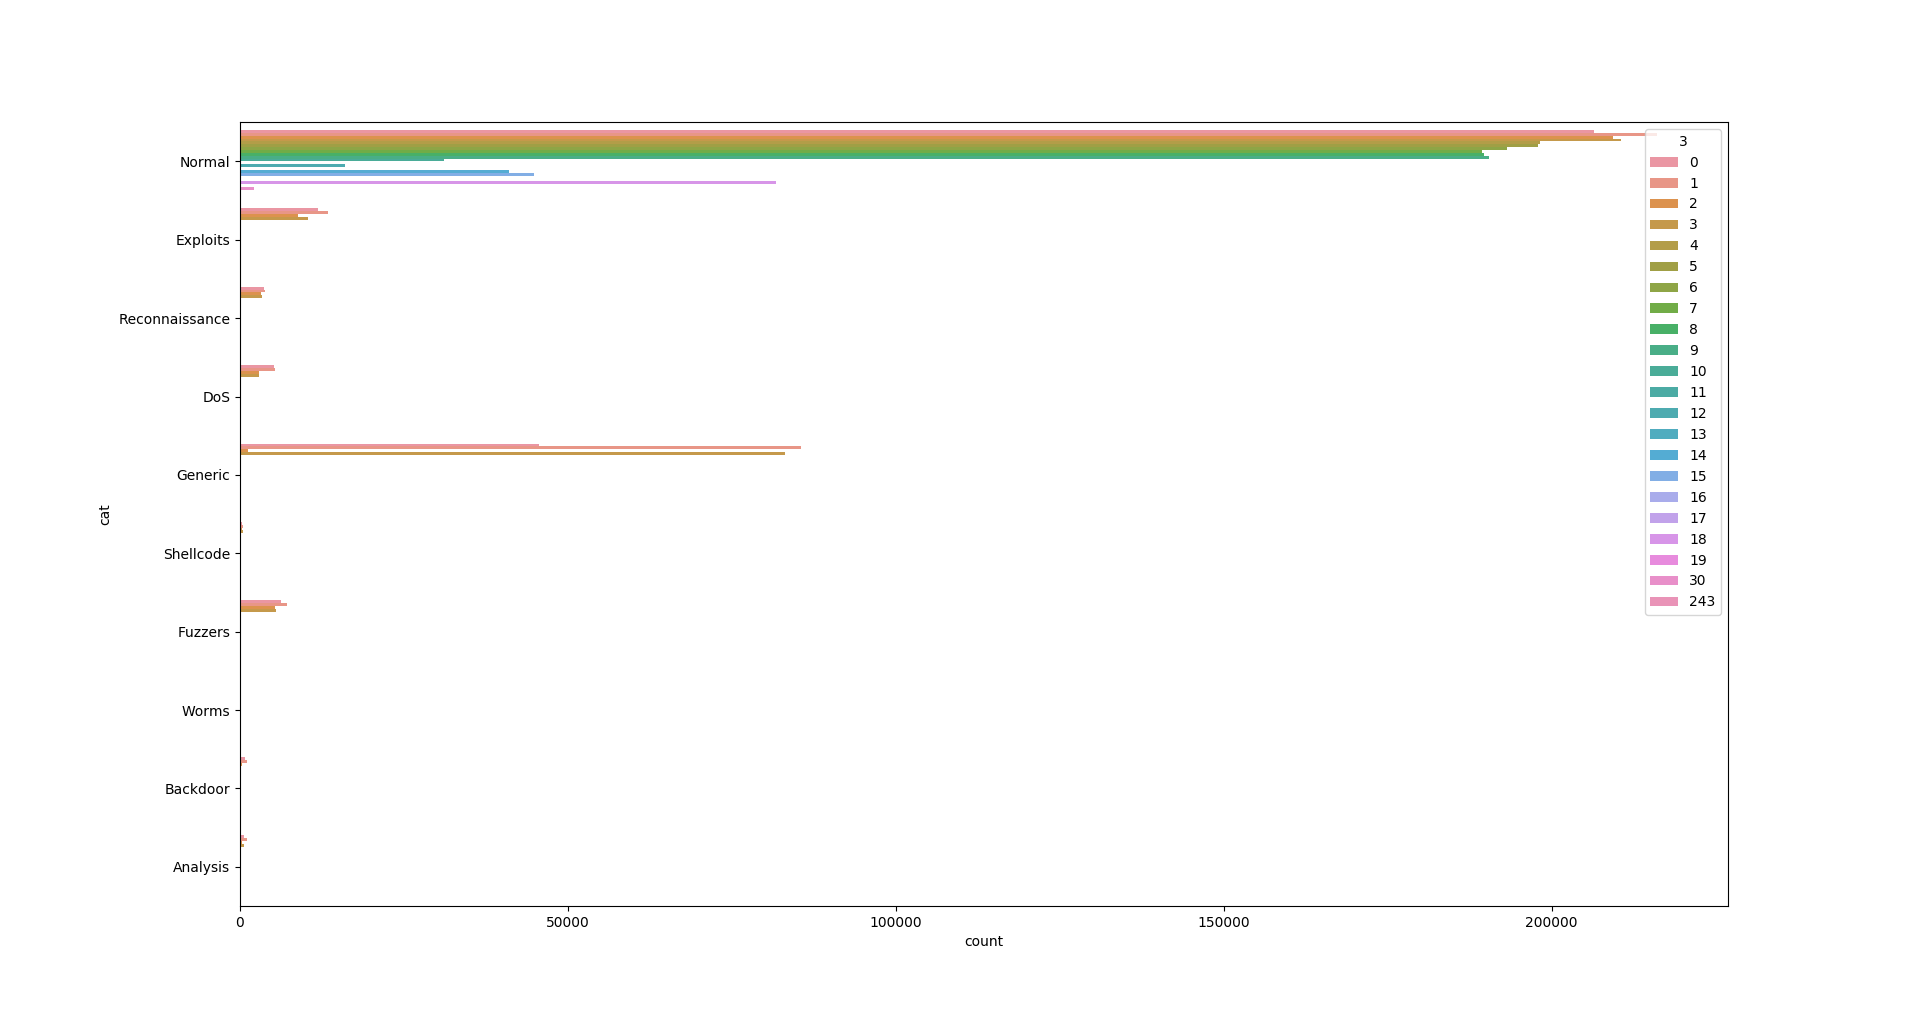 Normal
Exploits
Reconnaissance
DoS
Generic
Shellcode
Fuzzers
Worms
Backdoor
Analysis
cat
0 50000 100000 150000 200000
count
3
0
1
2
3
4
5
6
7
8
9
10
11
12
13
14
15
16
17
18
19
30
243